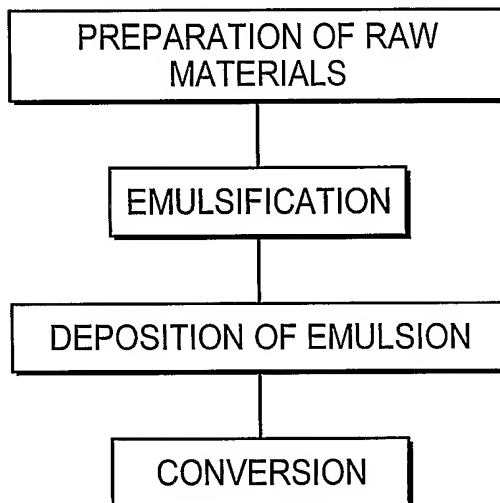 PREPARATION OF RAW
MATERIALS
EMULSIFICATION
DEPOSITION OF EMULSION
CONVERSION